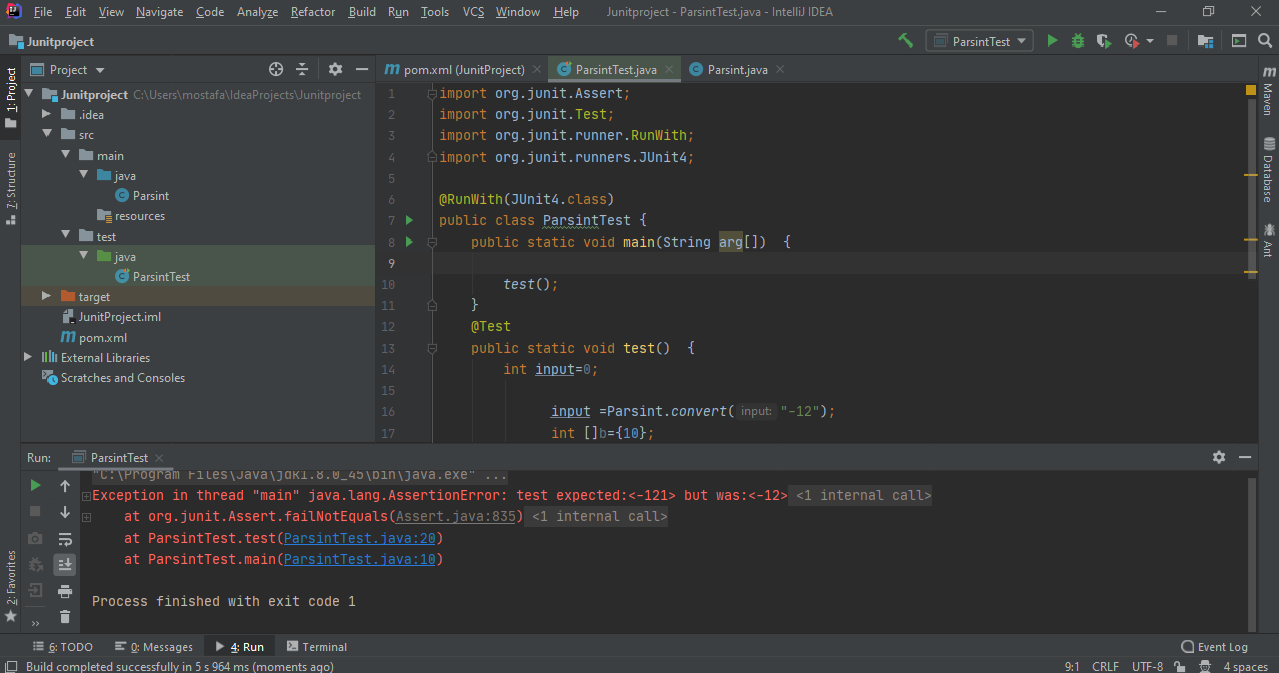 File Edit View Navigate Code Analyze Refactor Build Run Tools VCS Window Help Junitproject - ParsintTest.java - IntelliJ IDEA
Junitproject
ParsintTest
Project
pom.xml (JunitProject)
ParsintTest.java
Parsint.java
1: Project
7: Structure
2: Favorites
Junitproject C:\Users\mostafa\IdeaProjects\Junitproject
.idea
src
main
java
Parsint
resources
test
java
ParsintTest
target
JunitProject.iml
pom.xml
External Libraries
Scratches and Consoles
1 import org.junit.Assert;
2 import org.junit.Test;
3 import org.junit.runner.RunWith;
4 import org.junit.runners.JUnit4;
5
6 @RunWith(JUnit4.class)
7 public class ParsintTest {
8 public static void main(String arg[]) {
9
10 test();
11 }
12 @Test
13 public static void test() {
14 int input=0;
15
16 input =Parsint.convert( input: "-12");
17 int []b={10};
Maven
Database
Ant
Run: ParsintTest
"C:\Program Files\Java\jdk1.8.0_45\bin\java.exe" ...
Exception in thread "main" java.lang.AssertionError: test expected:<-121> but was:<-12> <1 internal call>
at org.junit.Assert.failNotEquals(Assert.java:835) <1 internal call>
at ParsintTest.test(ParsintTest.java:20)
at ParsintTest.main(ParsintTest.java:10)
Process finished with exit code 1
6: TODO 0: Messages 4: Run Terminal Event Log
Build completed successfully in 5 s 964 ms (moments ago) 9:1 CRLF UTF-8 4 spaces